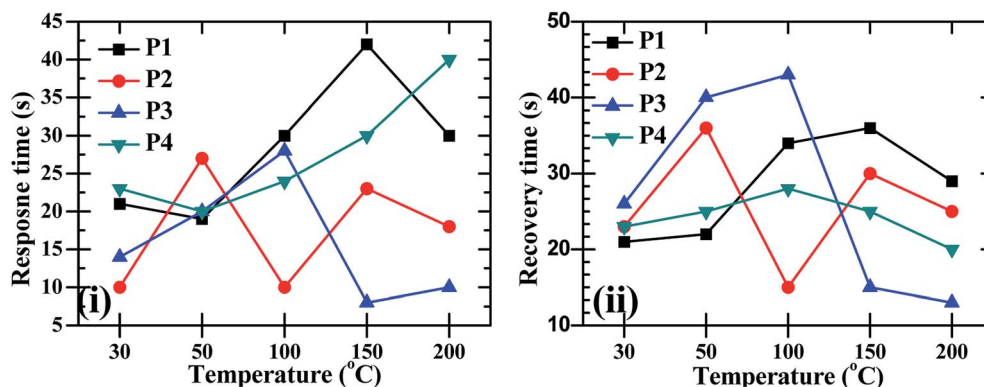 45
40
35
30
25
20
15
10
5
Resposne time (s)
P1
P2
P3
P4
(i)
30 50 100 150 200
Temperature (°C)
50
40
30
20
10
Recovery time (s)
P1
P2
P3
P4
(ii)
30 50 100 150 200
Temperature (°C)